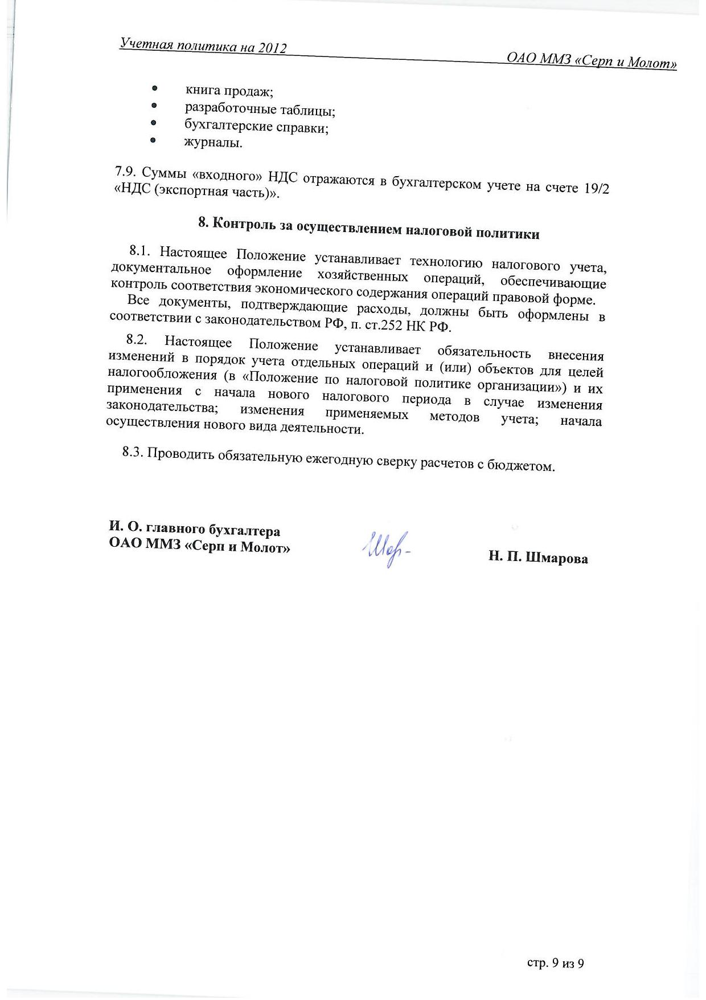 Учетная политика на 2012
ОАО ММЗ «Серп и Молот»
• книга продаж;
• разработочные таблицы;
• бухгалтерские справки;
• журналы.
7.9. Суммы «входного» НДС отражаются в бухгалтерском учете на счете 19/2
«НДС (экспортная часть)».
8. Контроль за осуществлением налоговой политики
8.1. Настоящее Положение устанавливает технологию налогового учета,
документальное оформление хозяйственных операций, обеспечивающие
контроль соответствия экономического содержания операций правовой форме.
Все документы, подтверждающие расходы, должны быть оформлены в
соответствии с законодательством РФ, п. ст.252 НК РФ.
8.2. Настоящее Положение устанавливает обязательность внесения
изменений в порядок учета отдельных операций и (или) объектов для целей
налогообложения (в «Положение по налоговой политике организации») и их
применения с начала нового налогового периода в случае изменения
законодательства; изменения применяемых методов учета; начала
осуществления нового вида деятельности.
8.3. Проводить обязательную ежегодную сверку расчетов с бюджетом.
И. О. главного бухгалтера
ОАО ММЗ «Серп и Молот»
Н. П. Шмарова
стр. 9 из 9